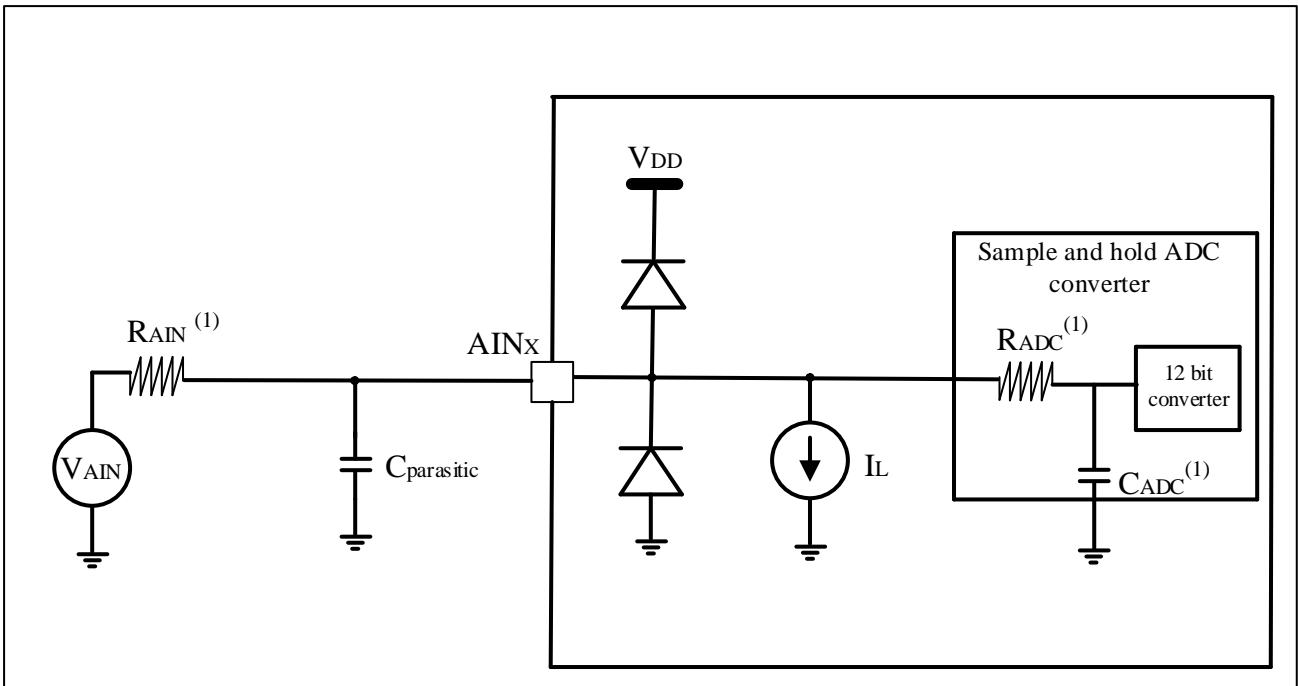 VDD
Sample and hold ADC
converter
RAIN (1)
AINX
RADC(1)
12 bit
converter
VAIN
Cparasitic
IL
CADC(1)